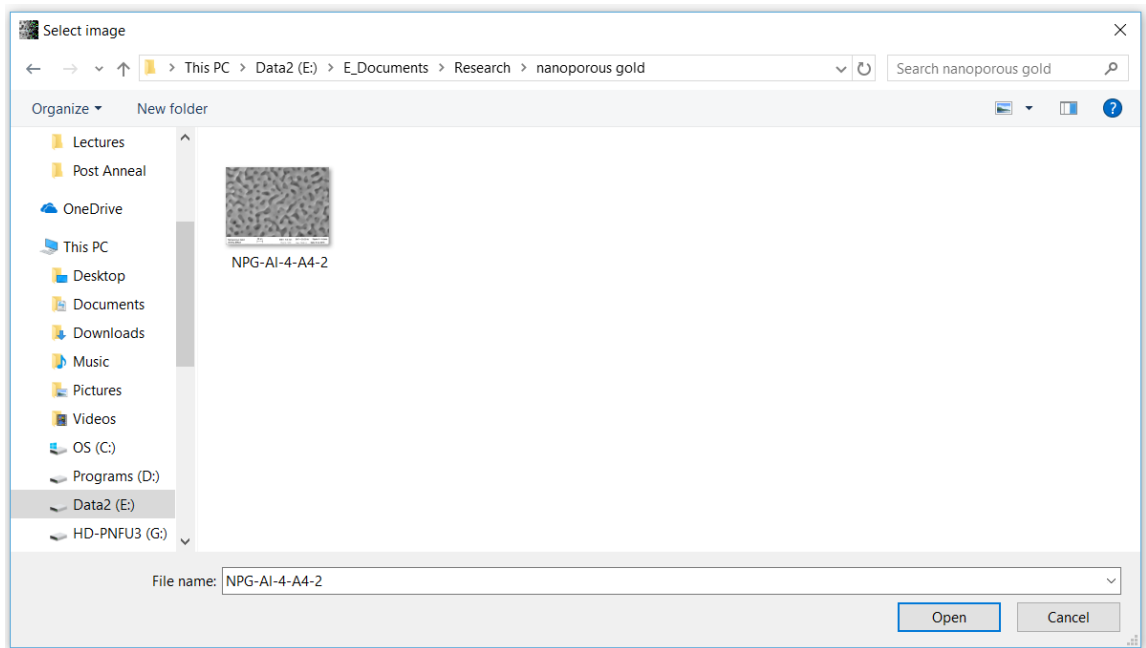 Select image
This PC > Data2 (E:) > E_Documents > Research > nanoporous gold
Search nanoporous gold
Organize
New folder
Lectures
Post Anneal
OneDrive
This PC
Desktop
Documents
Downloads
Music
Pictures
Videos
OS (C:)
Programs (D:)
Data2 (E:)
HD-PNFU3 (G:)
NPG-AI-4-A4-2
File name: NPG-AI-4-A4-2
Open
Cancel